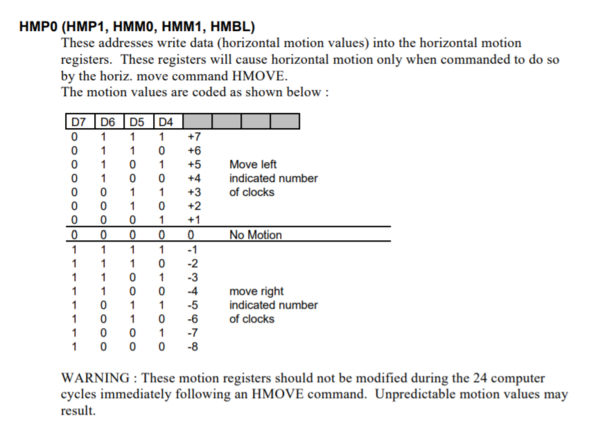 HMP0 (HMP1, HMM0, HMM1, HMBL)
These addresses write data (horizontal motion values) into the horizontal motion
registers. These registers will cause horizontal motion only when commanded to do so
by the horiz. move command HMOVE.
The motion values are coded as shown below :
D7 D6 D5 D4
0 1 1 1 +7
0 1 1 0 +6
0 1 0 1 +5 Move left
0 1 0 0 +4 indicated number
0 0 1 1 +3 of clocks
0 0 1 0 +2
0 0 0 1 +1
0 0 0 0 0 No Motion
1 1 1 1 -1
1 1 1 0 -2
1 1 0 1 -3
1 1 0 0 -4 move right
1 0 1 1 -5 indicated number
1 0 1 0 -6 of clocks
1 0 0 1 -7
1 0 0 0 -8
WARNING : These motion registers should not be modified during the 24 computer
cycles immediately following an HMOVE command. Unpredictable motion values may
result.